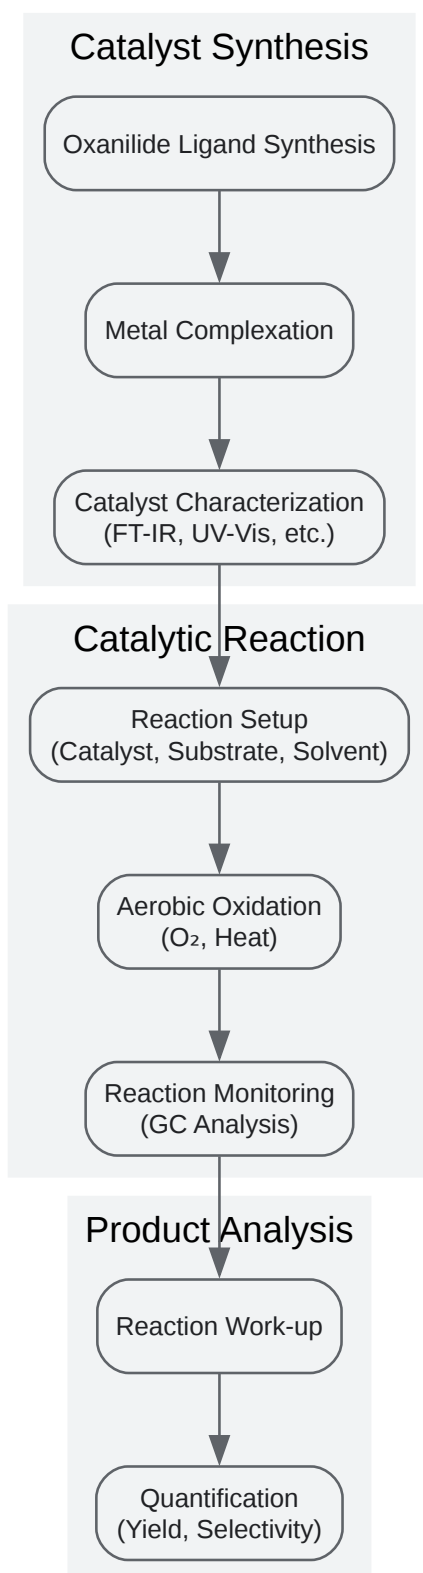 Catalyst Synthesis
Oxanilide Ligand Synthesis
Metal Complexation
Catalyst Characterization
(FT-IR, UV-Vis, etc.)
Catalytic Reaction
Reaction Setup
(Catalyst, Substrate, Solvent)
Aerobic Oxidation
(O₂, Heat)
Reaction Monitoring
(GC Analysis)
Product Analysis
Reaction Work-up
Quantification
(Yield, Selectivity)